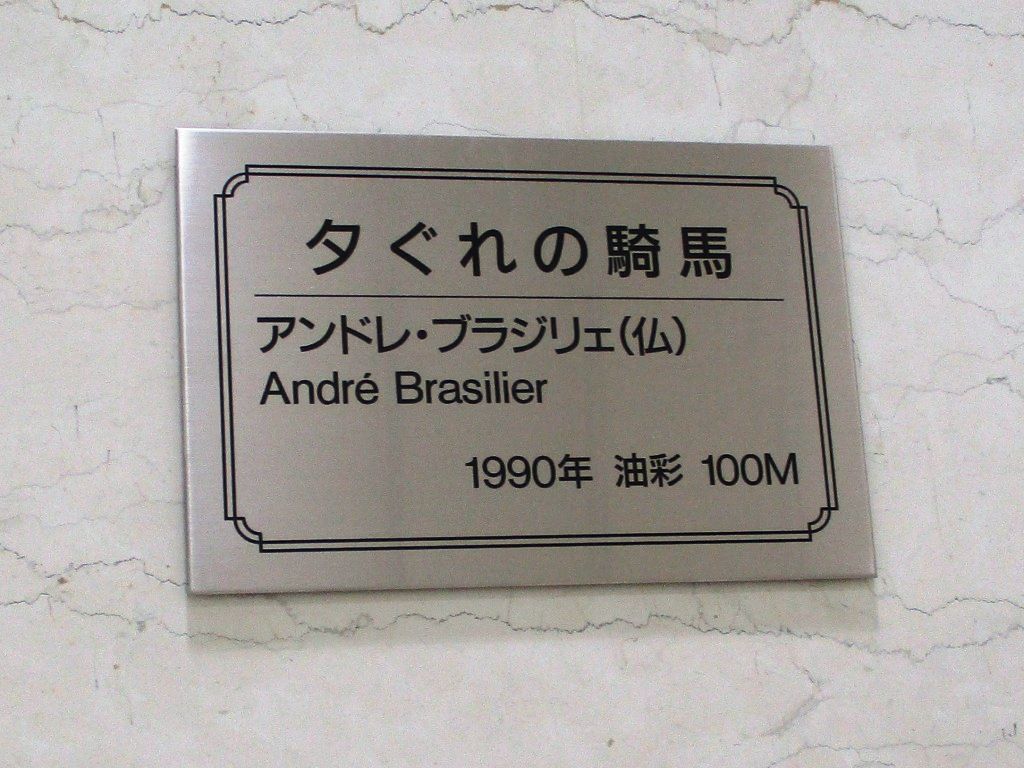 夕ぐれの騎馬
アンドレ・ブラジリェ(仏)
André Brasilier
1990年 油彩 100M